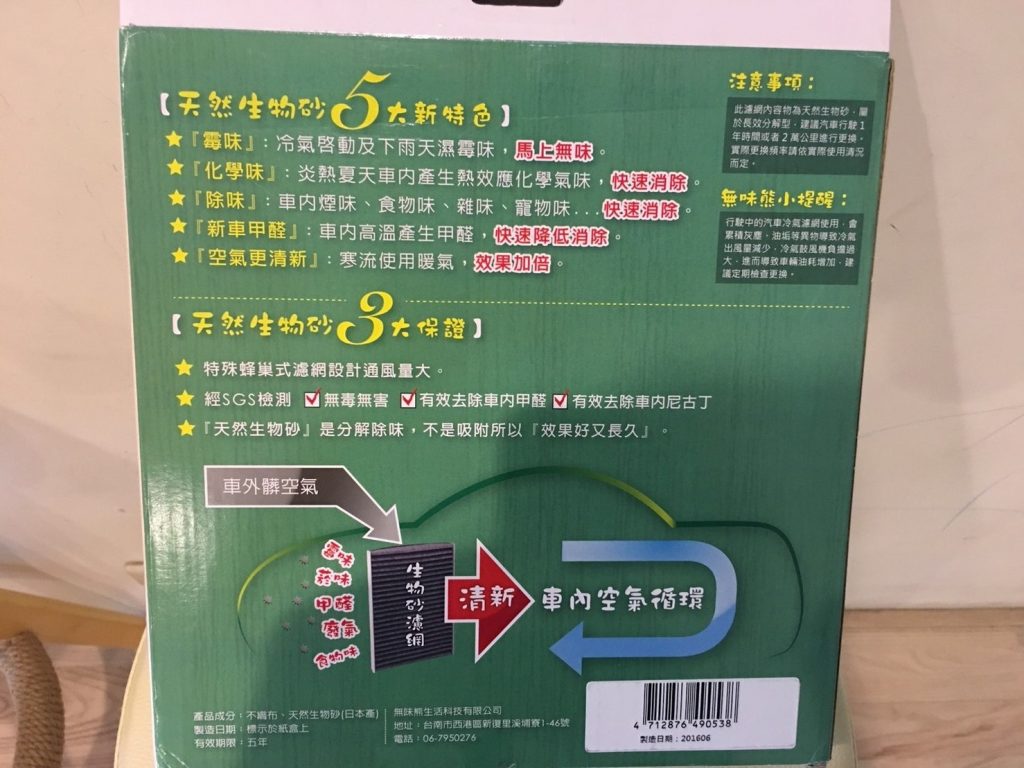 【天然生物砂5大新特色】
★『霉味』：冷氣啓動及下雨天濕霉味，馬上無味。
★『化學味』：炎熱夏天車內產生熱效應化學氣味，快速消除。
★『除味』：車內煙味、食物味、雜味、寵物味...快速消除。
★『新車甲醛』：車內高溫產生甲醛，快速降低消除。
★『空氣更清新』：寒流使用暖氣，效果加倍。
注意事項：
此濾網內容物為天然生物砂，屬
於長效分解型，建議汽車行駛1
年時間或者2萬公里進行更換，
實際更換頻率請依實際使用清況
而定。
無味熊小提醒：
行駛中的汽車冷氣濾網使用，會
累積灰塵、油垢等異物導致冷氣
出風量減少，冷氣鼓風機負擔過
大，進而導致車輛油耗增加，建
議定期檢查更換。
【天然生物砂3大保證】
★ 特殊蜂巢式濾網設計通風量大。
★ 經SGS檢測 ☑無毒無害 ☑有效去除車內甲醛 ☑有效去除車內尼古丁
★『天然生物砂』是分解除味，不是吸附所以『效果好又長久』。
車外髒空氣
霉味
菸味
甲醛
廢氣
食物味
生物砂濾網
清新
車內空氣循環
產品成分：不織布、天然生物砂(日本產)
製造日期：標示於紙盒上
有效期限：五年
無味熊生活科技有限公司
地址：台南市西港區新復里溪埔寮1-46號
電話：06-7950276
4 712876 490538
製造日期：201606